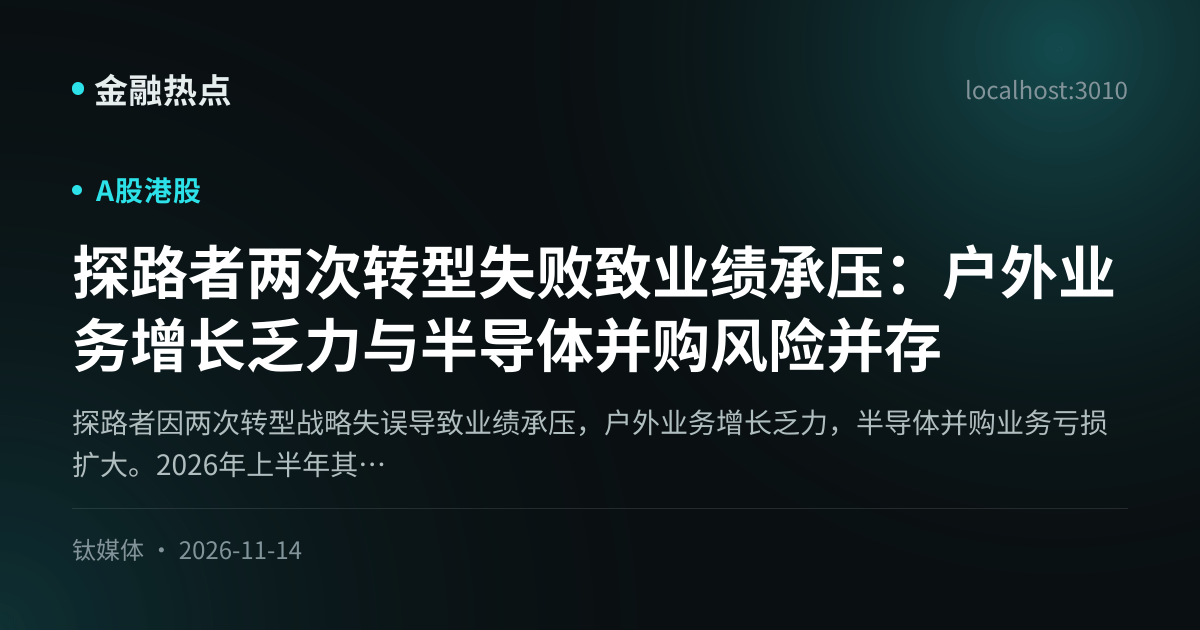 金融热点
localhost:3010
A股港股
探路者两次转型失败致业绩承压：户外业
务增长乏力与半导体并购风险并存
探路者因两次转型战略失误导致业绩承压，户外业务增长乏力，半导体并购业务亏损
扩大。2026年上半年其…
钛媒体 · 2026-11-14